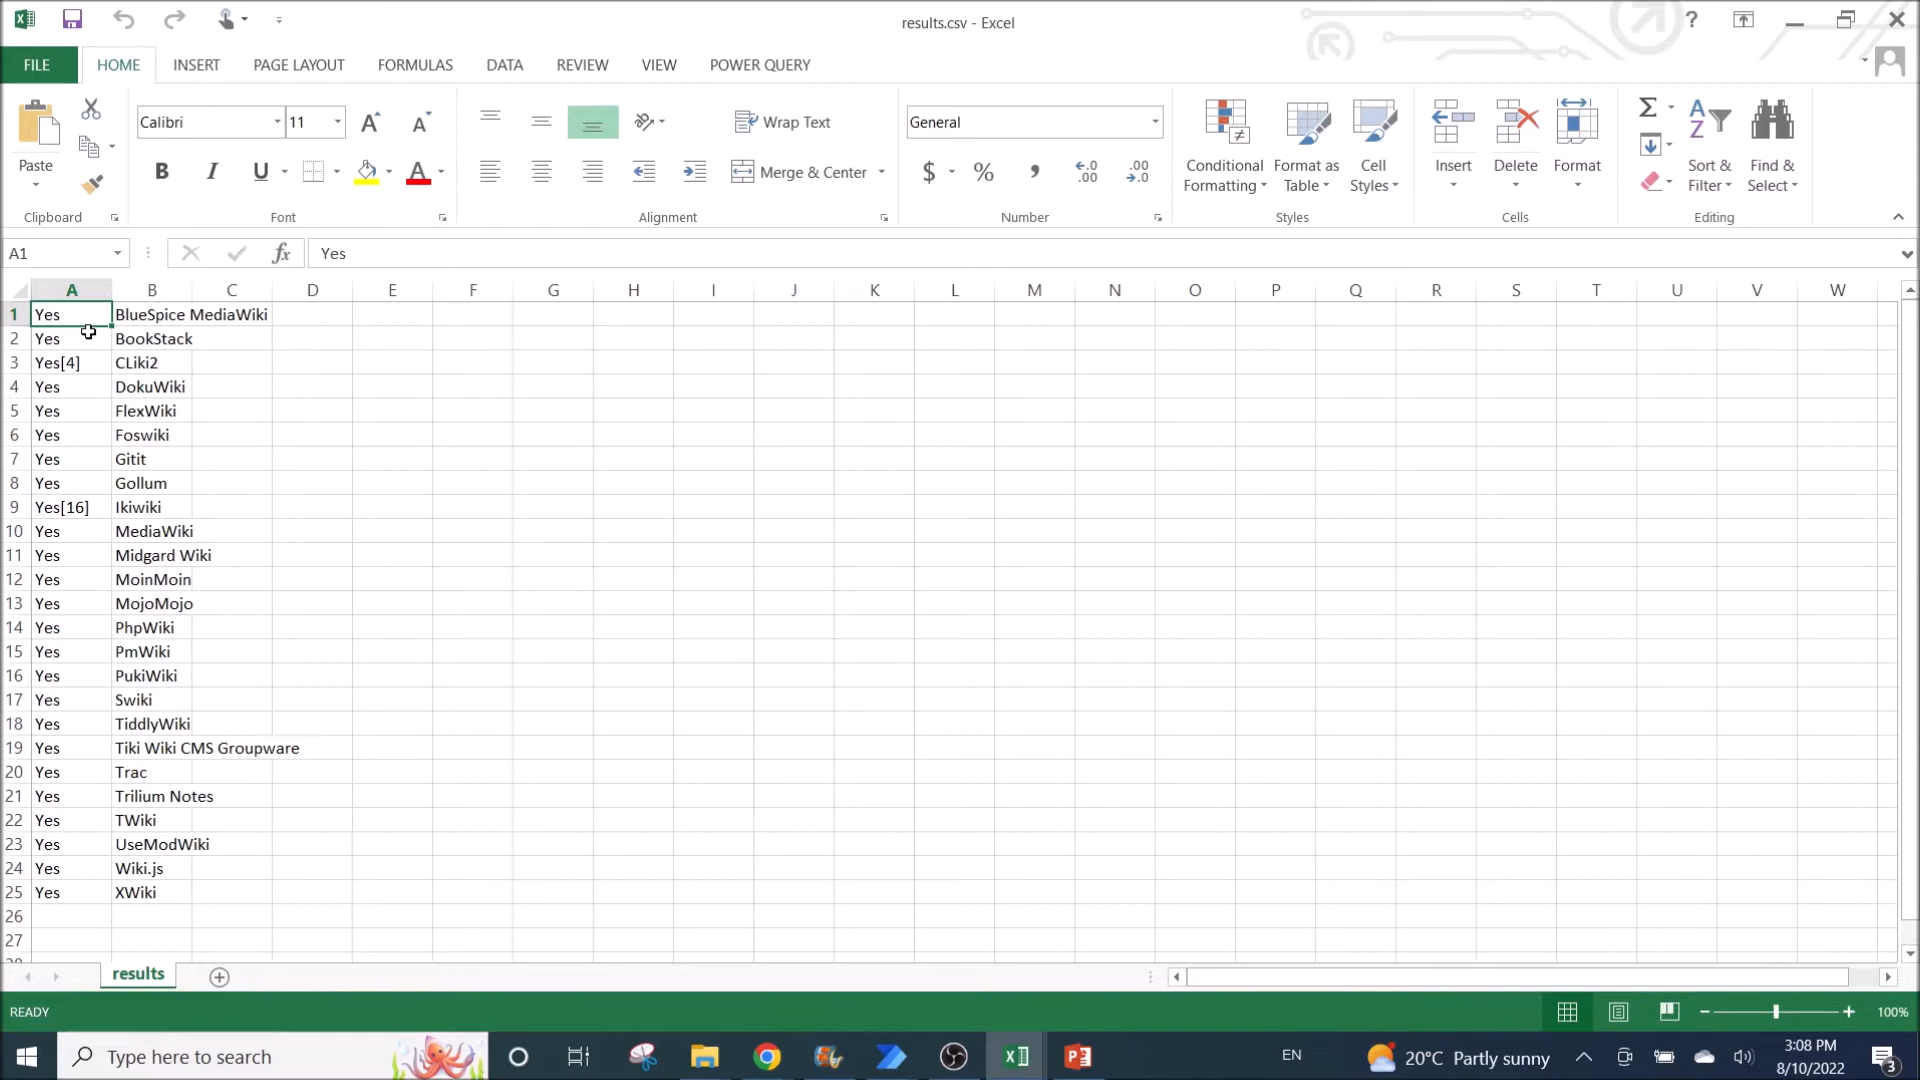 results.csv - Excel
FILE HOME INSERT PAGE LAYOUT FORMULAS DATA REVIEW VIEW POWER QUERY
Calibri 11 Wrap Text General
Paste Merge & Center $ % Conditional Formatting Format as Table Cell Styles Insert Delete Format Sort & Filter Find & Select
Clipboard Font Alignment Number Styles Cells Editing
A1 fx Yes
A B C D E F G H I J K L M N O P Q R S T U V W
1 Yes BlueSpice MediaWiki
2 Yes BookStack
3 Yes[4] CLiki2
4 Yes DokuWiki
5 Yes FlexWiki
6 Yes Foswiki
7 Yes Gitit
8 Yes Gollum
9 Yes[16] Ikiwiki
10 Yes MediaWiki
11 Yes Midgard Wiki
12 Yes MoinMoin
13 Yes MojoMojo
14 Yes PhpWiki
15 Yes PmWiki
16 Yes PukiWiki
17 Yes Swiki
18 Yes TiddlyWiki
19 Yes Tiki Wiki CMS Groupware
20 Yes Trac
21 Yes Trilium Notes
22 Yes TWiki
23 Yes UseModWiki
24 Yes Wiki.js
25 Yes XWiki
26
27
results
READY 100%
Type here to search EN 20°C Partly sunny 3:08 PM
8/10/2022 3